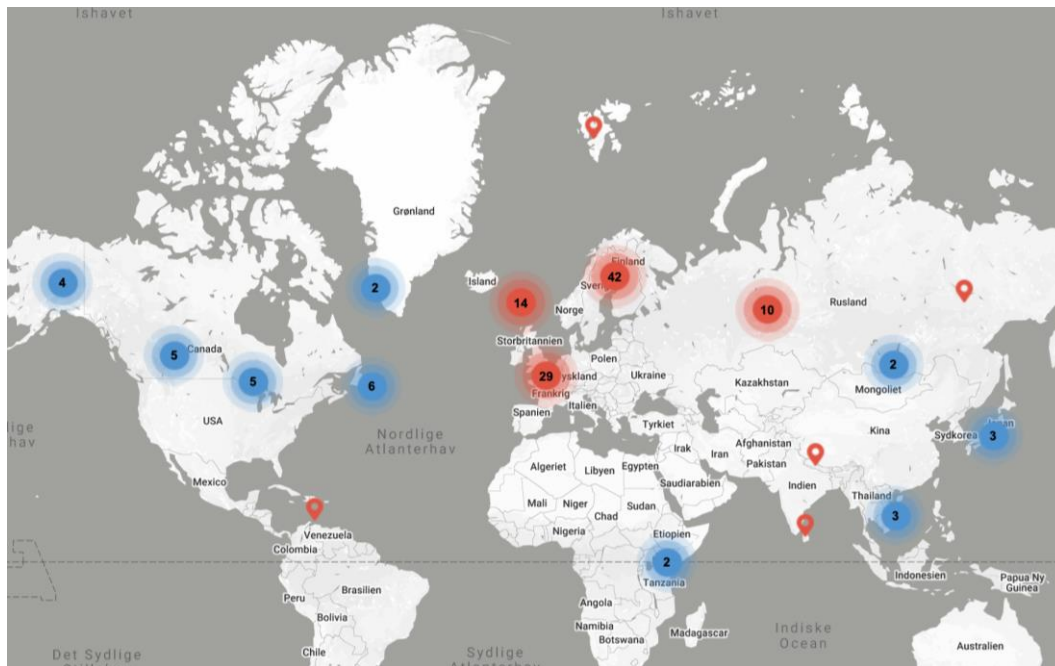 Ishavet
Ishavet
Grønland
4
2
Island
14
Finland
42
Norge
10
Rusland
5
Canada
5
6
Storbritannien
29
Frankrig
Polen
Ukraine
Kazakhstan
2
Mongoliet
USA
Nordlige
Atlanterhav
Spanien
Italien
Tyrkiet
Kina
Sydkorea
3
Mexico
Algeriet
Libyen
Egypten
Irak
Iran
Afghanistan
Pakistan
Saudiarabien
Indien
Thailand
3
Mali
Niger
Chad
Sudan
Nigeria
Etiopien
Venezuela
Colombia
2
Tanzania
Indonesien
Papua Ny
Guinea
Peru
Brasilien
Bolivia
Chile
Angola
Namibia
Botswana
Madagascar
Indiske
Ocean
Australien
Det Sydlige
Sydlige